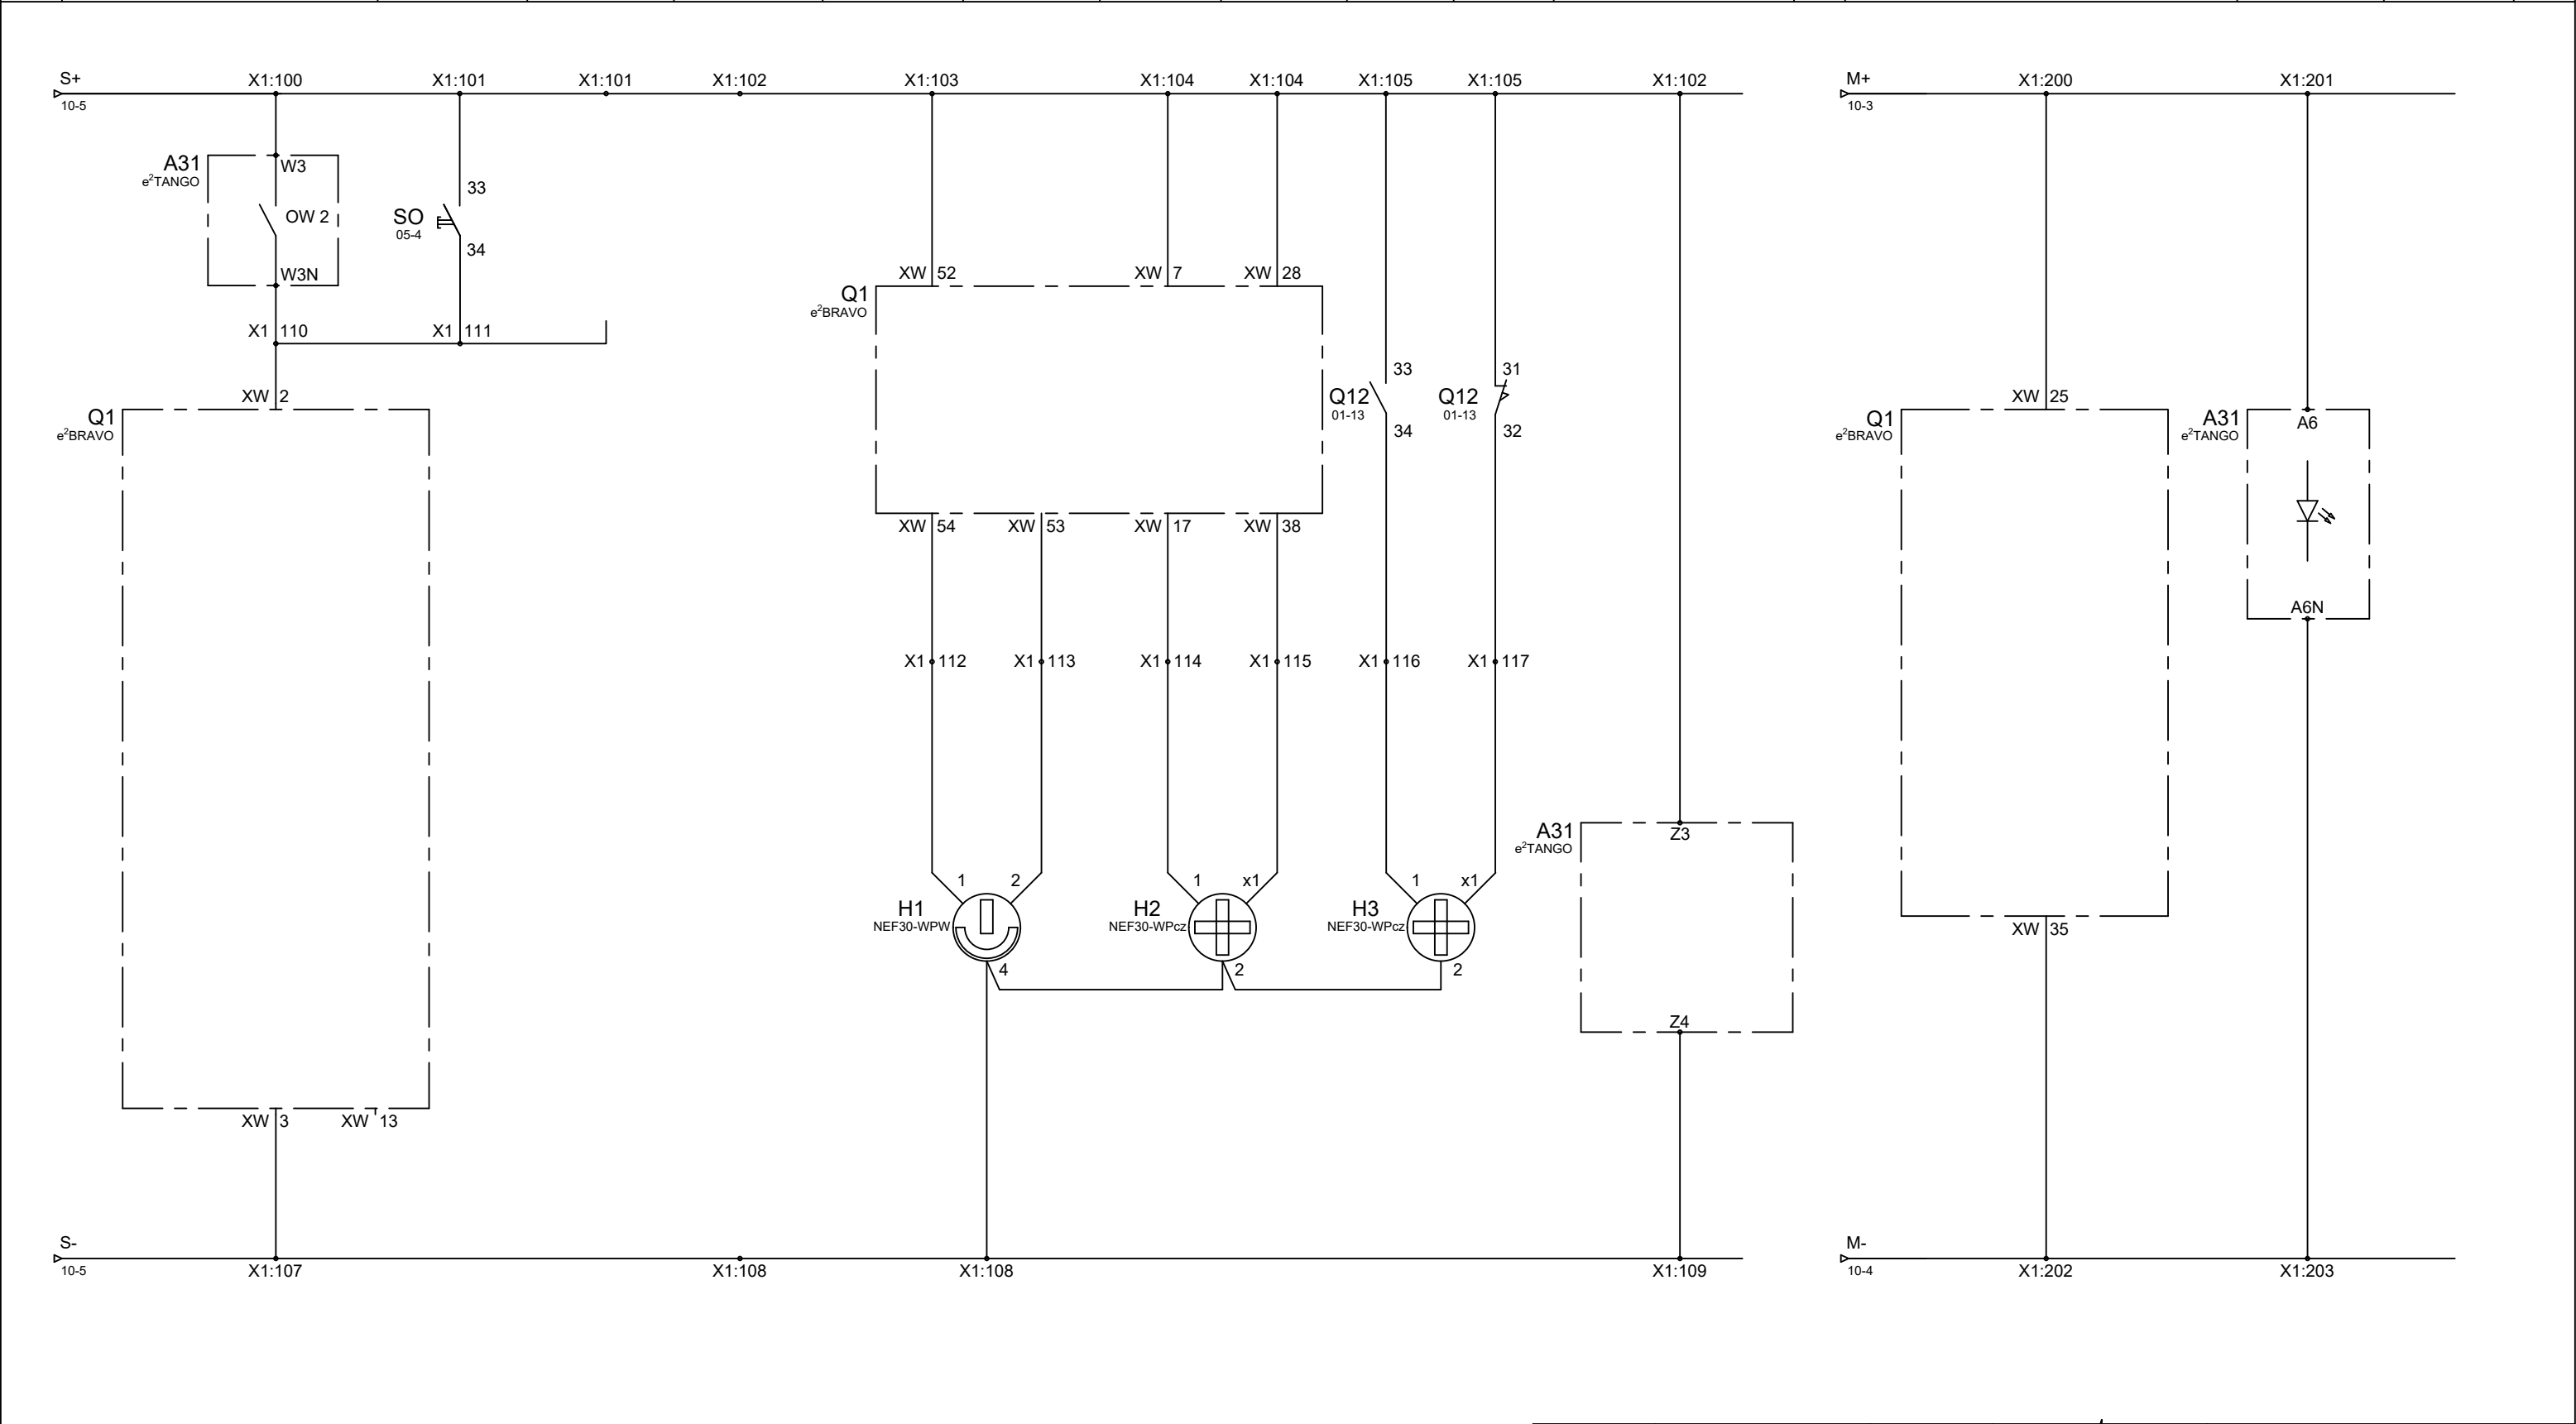 S+ X1:100 X1:101 X1:101 X1:102 X1:103 X1:104 X1:104 X1:105 X1:105 X1:102 M+ X1:200 X1:201
10-5 10-3
A31 W3
e²TANGO
33
SO OW 2
05-4
34
W3N
XW 52 XW 7 XW 28
Q1
e²BRAVO
X1 110 X1 111
33 31
Q12 Q12
01-13 01-13
34 32
XW 2 XW 25
Q1 Q1 A31 A6
e²BRAVO e²BRAVO e²TANGO
XW 54 XW 53 XW 17 XW 38
A6N
X1 112 X1 113 X1 114 X1 115 X1 116 X1 117
A31 Z3
e²TANGO
1 2 1 x1 1 x1
H1 H2 H3
NEF30-WPW NEF30-WPcz NEF30-WPcz
XW 35
4 2 2
Z4
XW 3 XW 13
S- M-
10-5 X1:107 X1:108 X1:108 X1:109 10-4 X1:202 X1:203